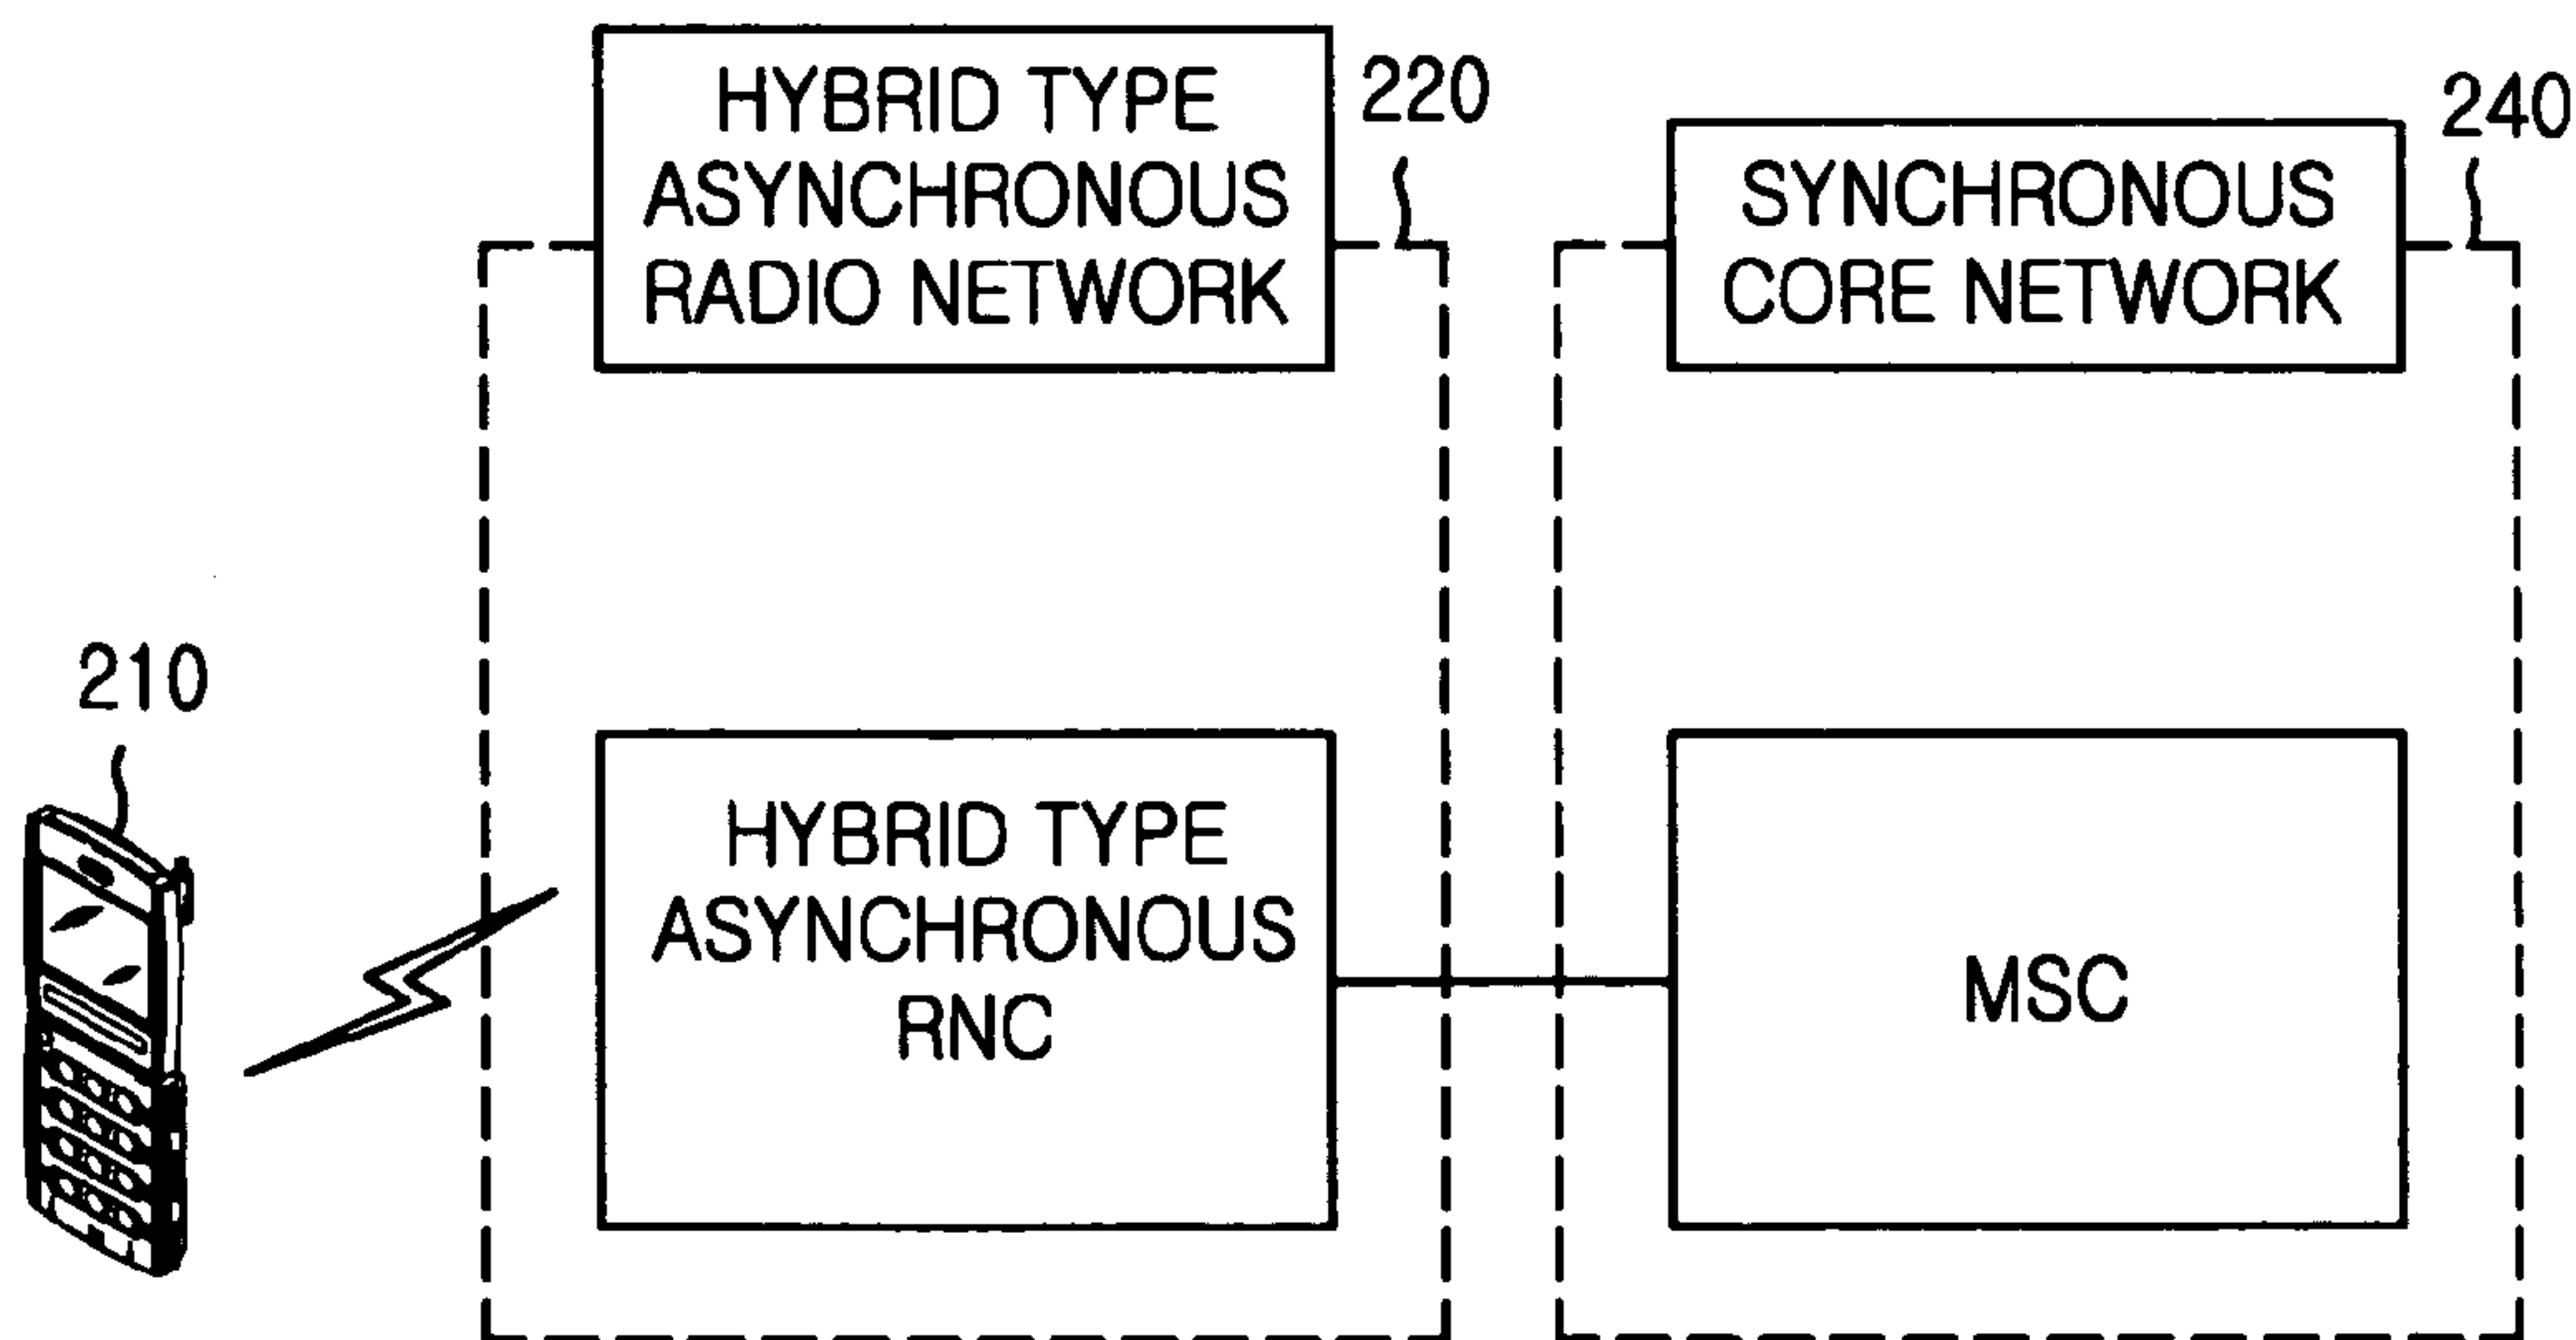 HYBRID TYPE
ASYNCHRONOUS
RADIO NETWORK
220
SYNCHRONOUS
CORE NETWORK
240
210
HYBRID TYPE
ASYNCHRONOUS
RNC
MSC